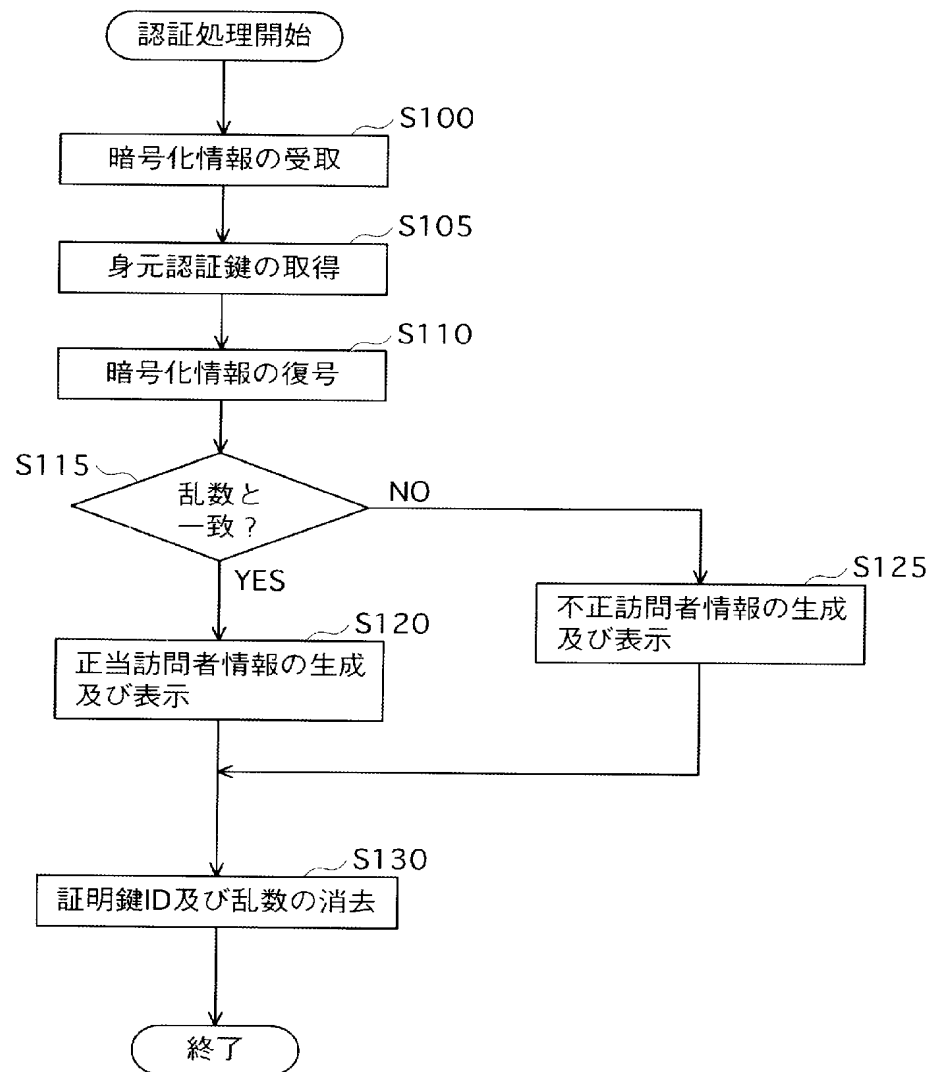 認証処理開始
S100
暗号化情報の受取
S105
身元認証鍵の取得
S110
暗号化情報の復号
S115
乱数と
一致？
NO
YES
S125
不正訪問者情報の生成
及び表示
S120
正当訪問者情報の生成
及び表示
S130
証明鍵ID及び乱数の消去
終了